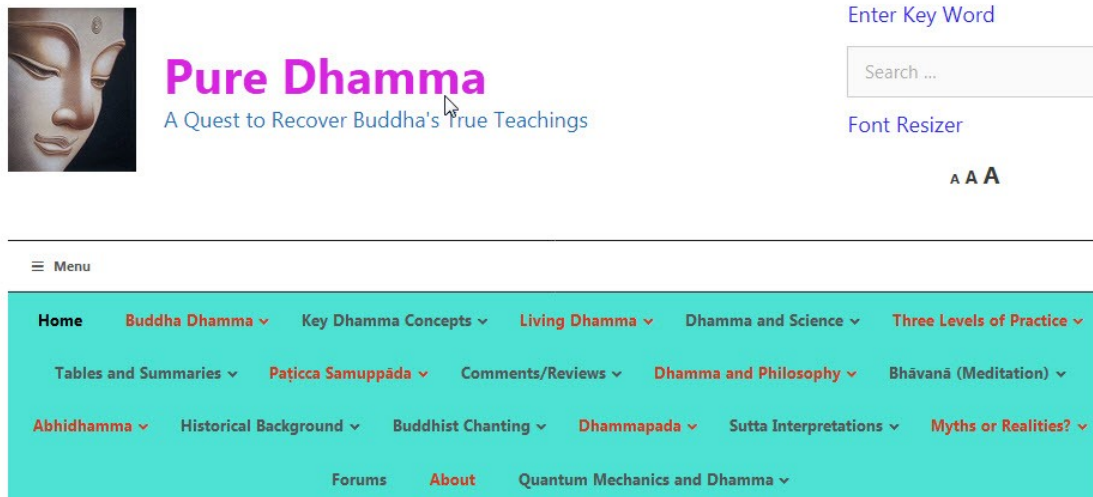 Enter Key Word
Pure Dhamma
Search ...
A Quest to Recover Buddha's True Teachings
Font Resizer
A A A
Menu
Home Buddha Dhamma Key Dhamma Concepts Living Dhamma Dhamma and Science Three Levels of Practice
Tables and Summaries Paṭicca Samuppāda Comments/Reviews Dhamma and Philosophy Bhāvanā (Meditation)
Abhidhamma Historical Background Buddhist Chanting Dhammapada Sutta Interpretations Myths or Realities?
Forums About Quantum Mechanics and Dhamma